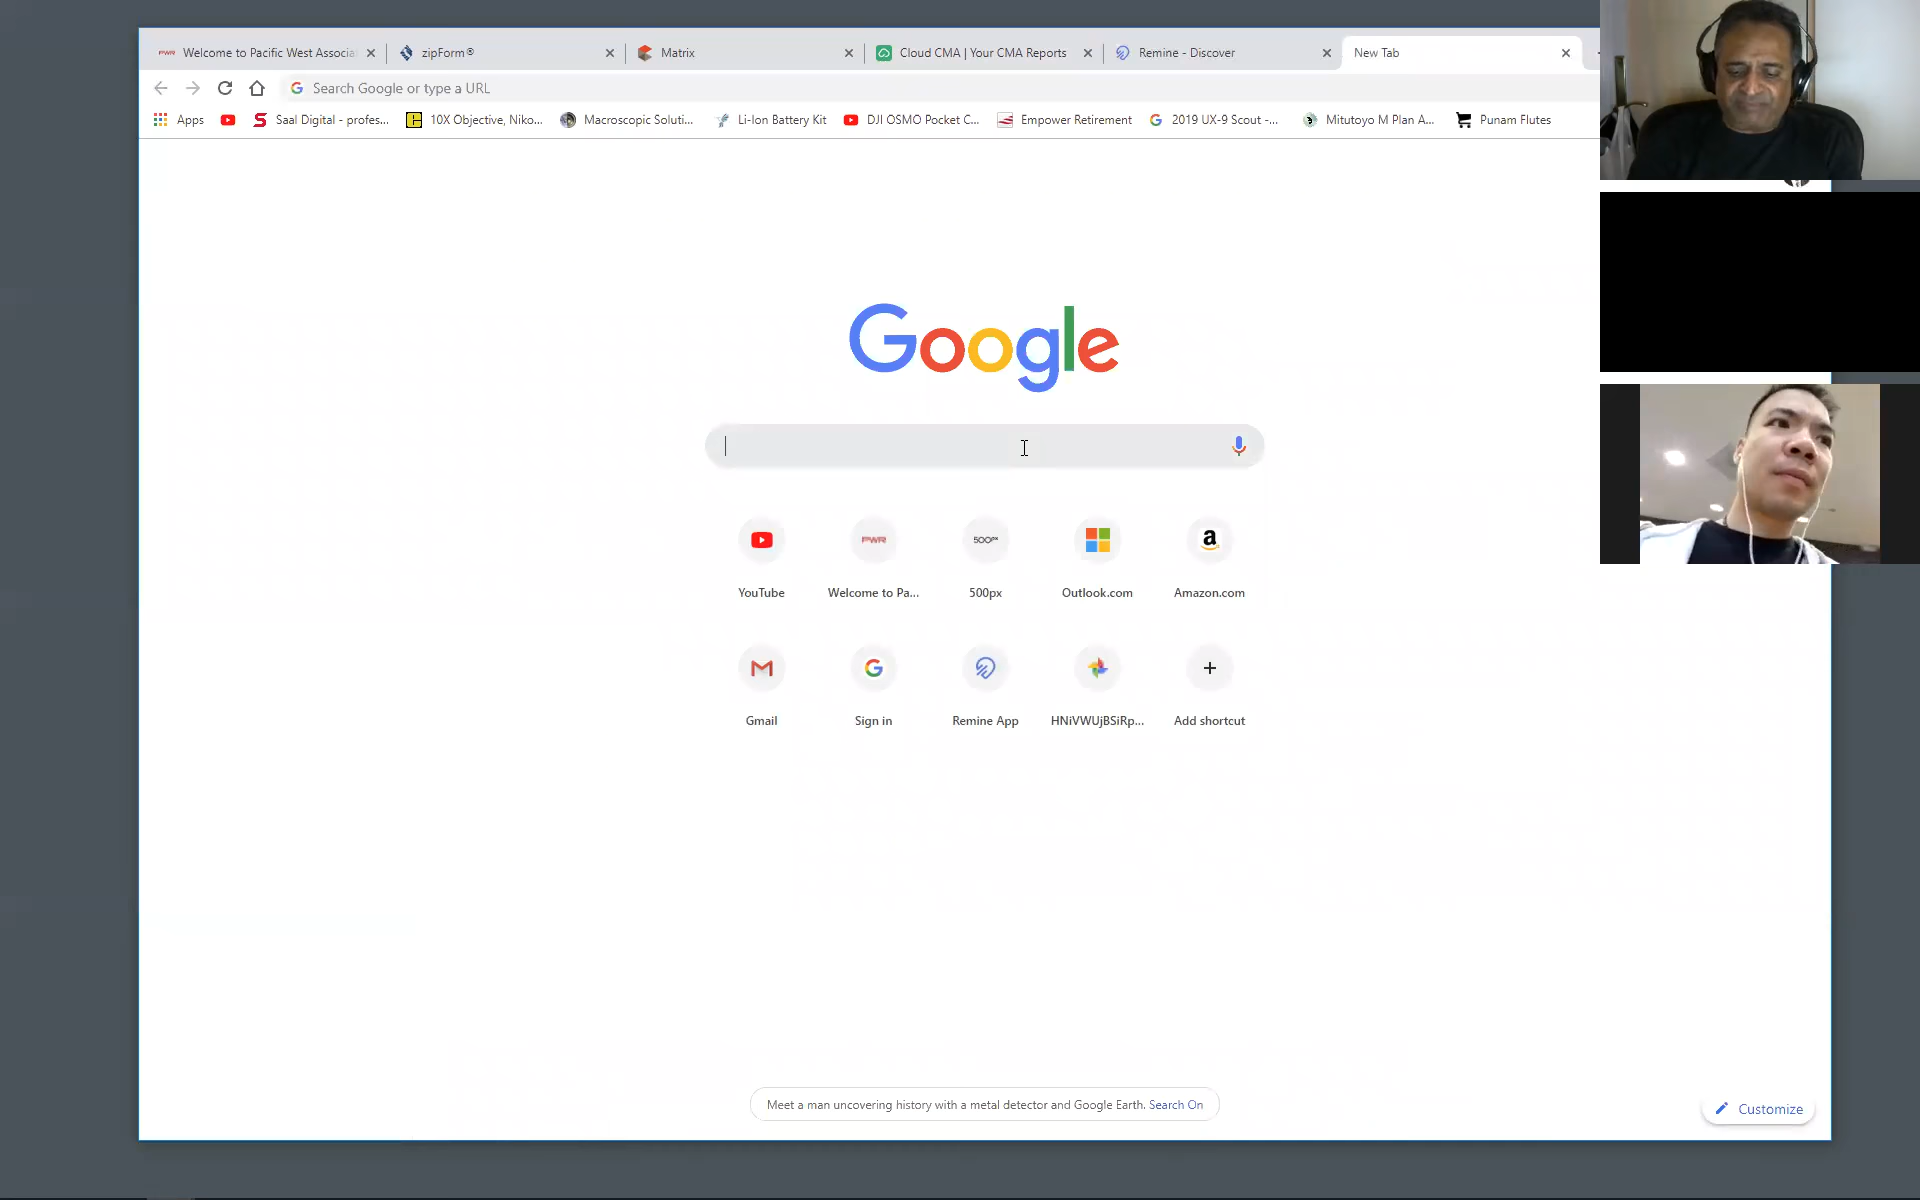 PWR Welcome to Pacific West Associa
zipForm®
Matrix
Cloud CMA | Your CMA Reports
Remine - Discover
New Tab
Search Google or type a URL
Apps
Saal Digital - profes...
10X Objective, Niko...
Macroscopic Soluti...
Li-Ion Battery Kit
DJI OSMO Pocket C...
Empower Retirement
2019 UX-9 Scout -...
Mitutoyo M Plan A...
Punam Flutes
Google
PWR
500px
a
YouTube
Welcome to Pa...
500px
Outlook.com
Amazon.com
Gmail
Sign in
Remine App
HNiVWUjBSiRp...
Add shortcut
Meet a man uncovering history with a metal detector and Google Earth. Search On
Customize